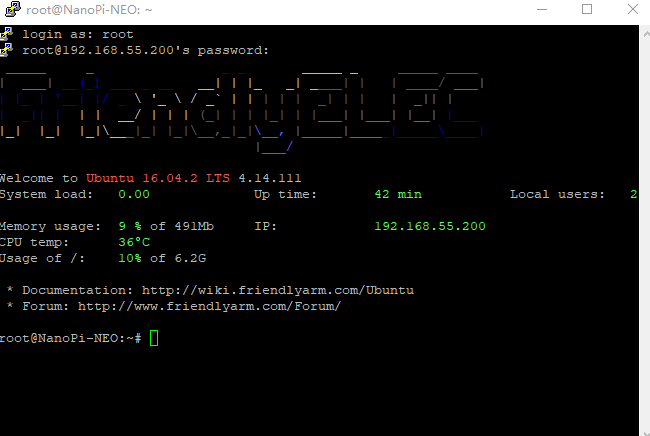 root@NanoPi-NEO: ~
login as: root
root@192.168.55.200's password:
FriendlyELEC
Welcome to Ubuntu 16.04.2 LTS 4.14.111
System load: 0.00 Up time: 42 min Local users: 2
Memory usage: 9 % of 491Mb IP: 192.168.55.200
CPU temp: 36°C
Usage of /: 10% of 6.2G
* Documentation: http://wiki.friendlyarm.com/Ubuntu
* Forum: http://www.friendlyarm.com/Forum/
root@NanoPi-NEO:~#